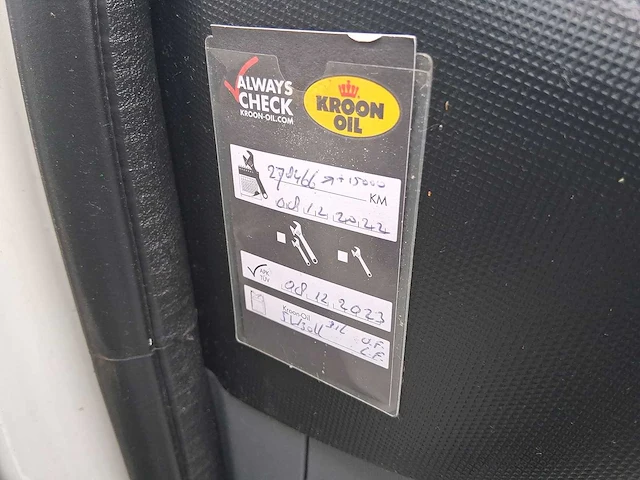 ALWAYS
CHECK
KROON-OIL.COM
KROON
OIL
278466 → +15000
KM
08.12.2022
APK
TÜV
08.12.2023
Kroon-Oil